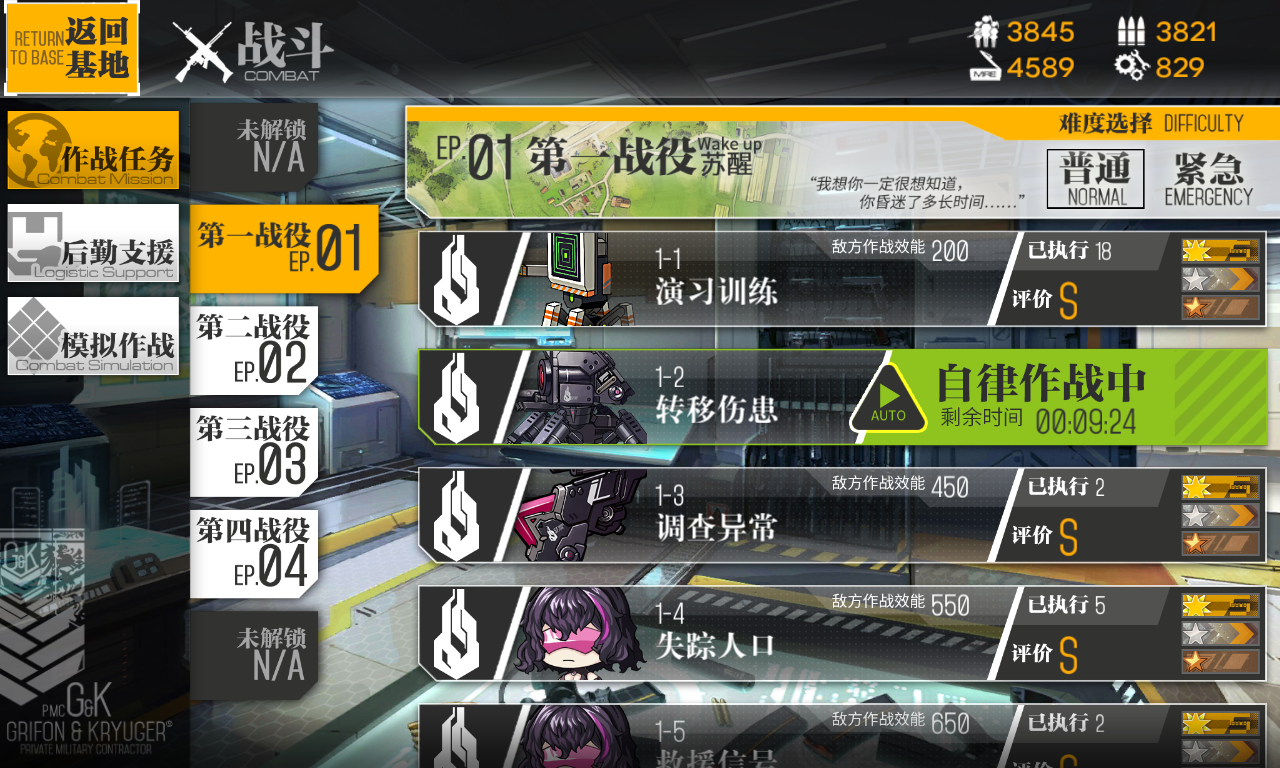 RETURN TO BASE
返回基地
战斗
COMBAT
3845
3821
MRE
4589
829
作战任务
Combat Mission
后勤支援
Logistic Support
模拟作战
Combat Simulation
未解锁
N/A
第一战役
EP.01
第二战役
EP.02
第三战役
EP.03
第四战役
EP.04
未解锁
N/A
G&K
PMC G&K
GRIFON & KRYUGER®
PRIVATE MILITARY CONTRACTOR
EP.01 第一战役 Wake up 苏醒
“我想你一定很想知道，
你昏迷了多长时间……”
难度选择 DIFFICULTY
普通
NORMAL
紧急
EMERGENCY
1-1
演习训练
敌方作战效能 200
已执行 18
评价 S
1-2
转移伤患
AUTO
自律作战中
剩余时间 00:09:24
1-3
调查异常
敌方作战效能 450
已执行 2
评价 S
1-4
失踪人口
敌方作战效能 550
已执行 5
评价 S
1-5
救援信号
敌方作战效能 650
已执行 2
评价 S